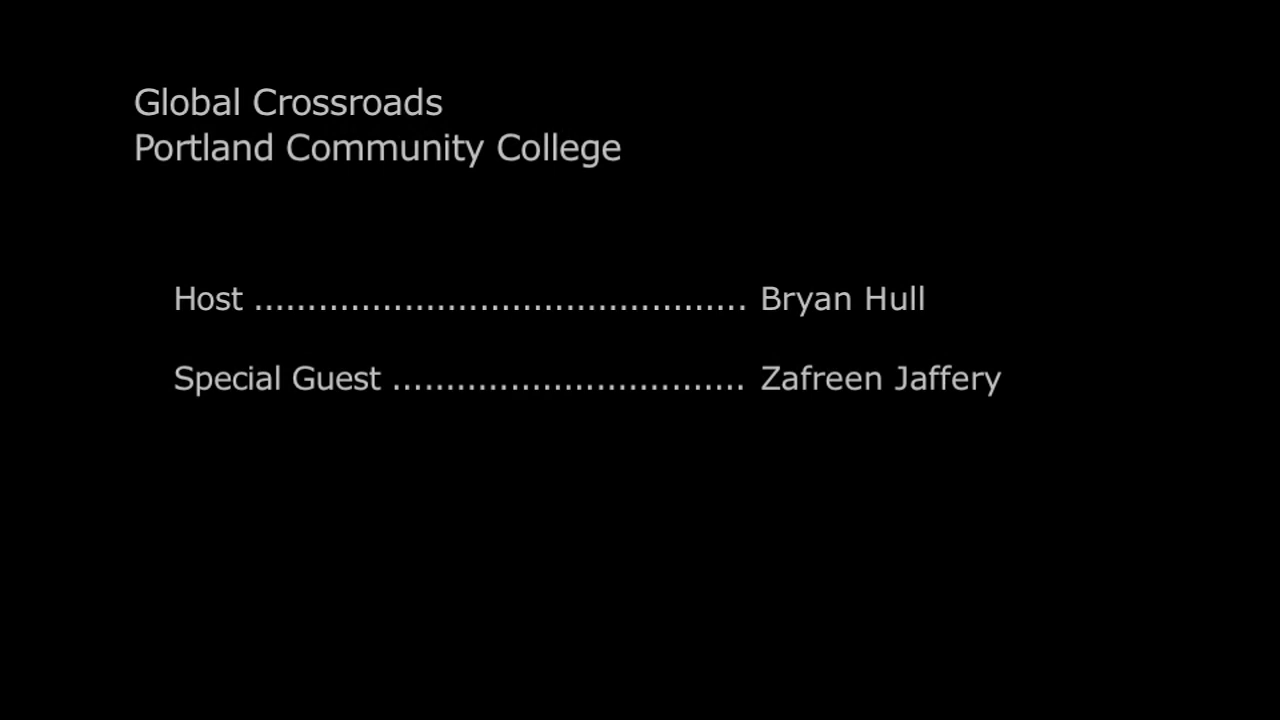 Global Crossroads
Portland Community College
Host .............................................. Bryan Hull
Special Guest ................................. Zafreen Jaffery